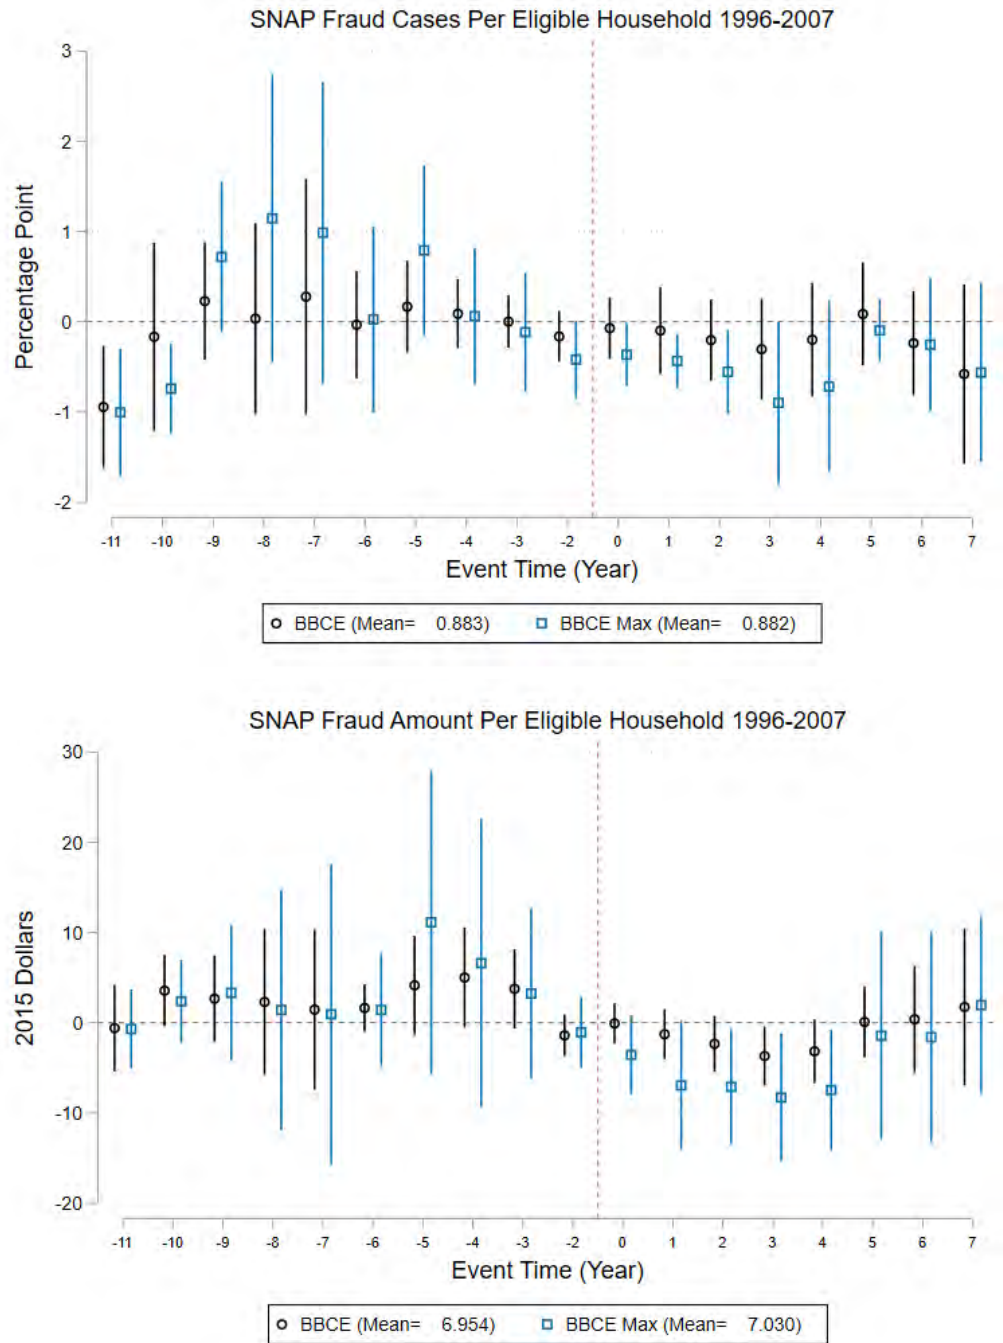 SNAP Fraud Cases Per Eligible Household 1996-2007
Percentage Point
3
2
1
0
-1
-2
-11 -10 -9 -8 -7 -6 -5 -4 -3 -2 0 1 2 3 4 5 6 7
Event Time (Year)
BBCE (Mean= 0.883) BBCE Max (Mean= 0.882)
SNAP Fraud Amount Per Eligible Household 1996-2007
2015 Dollars
30
20
10
0
-10
-20
-11 -10 -9 -8 -7 -6 -5 -4 -3 -2 0 1 2 3 4 5 6 7
Event Time (Year)
BBCE (Mean= 6.954) BBCE Max (Mean= 7.030)